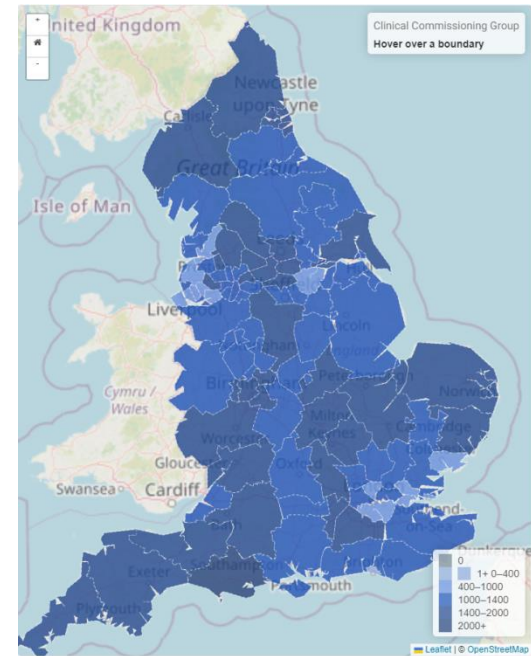 +
-
Clinical Commissioning Group
Hover over a boundary
United Kingdom
Newcastle
upon Tyne
Carlisle
Great Britain
Isle of Man
Leeds
Hull
Liverpool
Lincoln
England
Birmingham
Peterborough
Norwich
Cymru /
Wales
Worcester
Milton
Keynes
Cambridge
Gloucester
Oxford
Swansea
Cardiff
Bath
Southend-
on-Sea
Dunkerque
Exeter
Southampton
Brighton
Portsmouth
Plymouth
0
1+ 0–400
400–1000
1000–1400
1400–2000
2000+
Leaflet | © OpenStreetMap